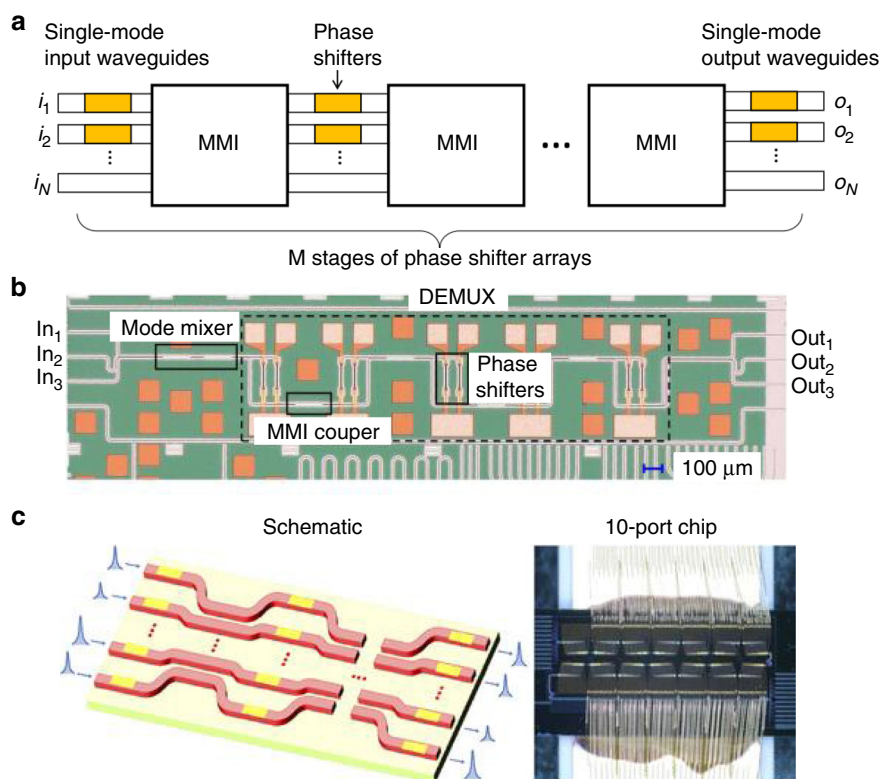 a
Single-mode
input waveguides
Phase
shifters
Single-mode
output waveguides
i1
i2
iN
MMI
MMI
MMI
o1
o2
oN
M stages of phase shifter arrays
b
DEMUX
In1
In2
In3
Mode mixer
MMI couper
Phase
shifters
Out1
Out2
Out3
100 μm
c
Schematic
10-port chip